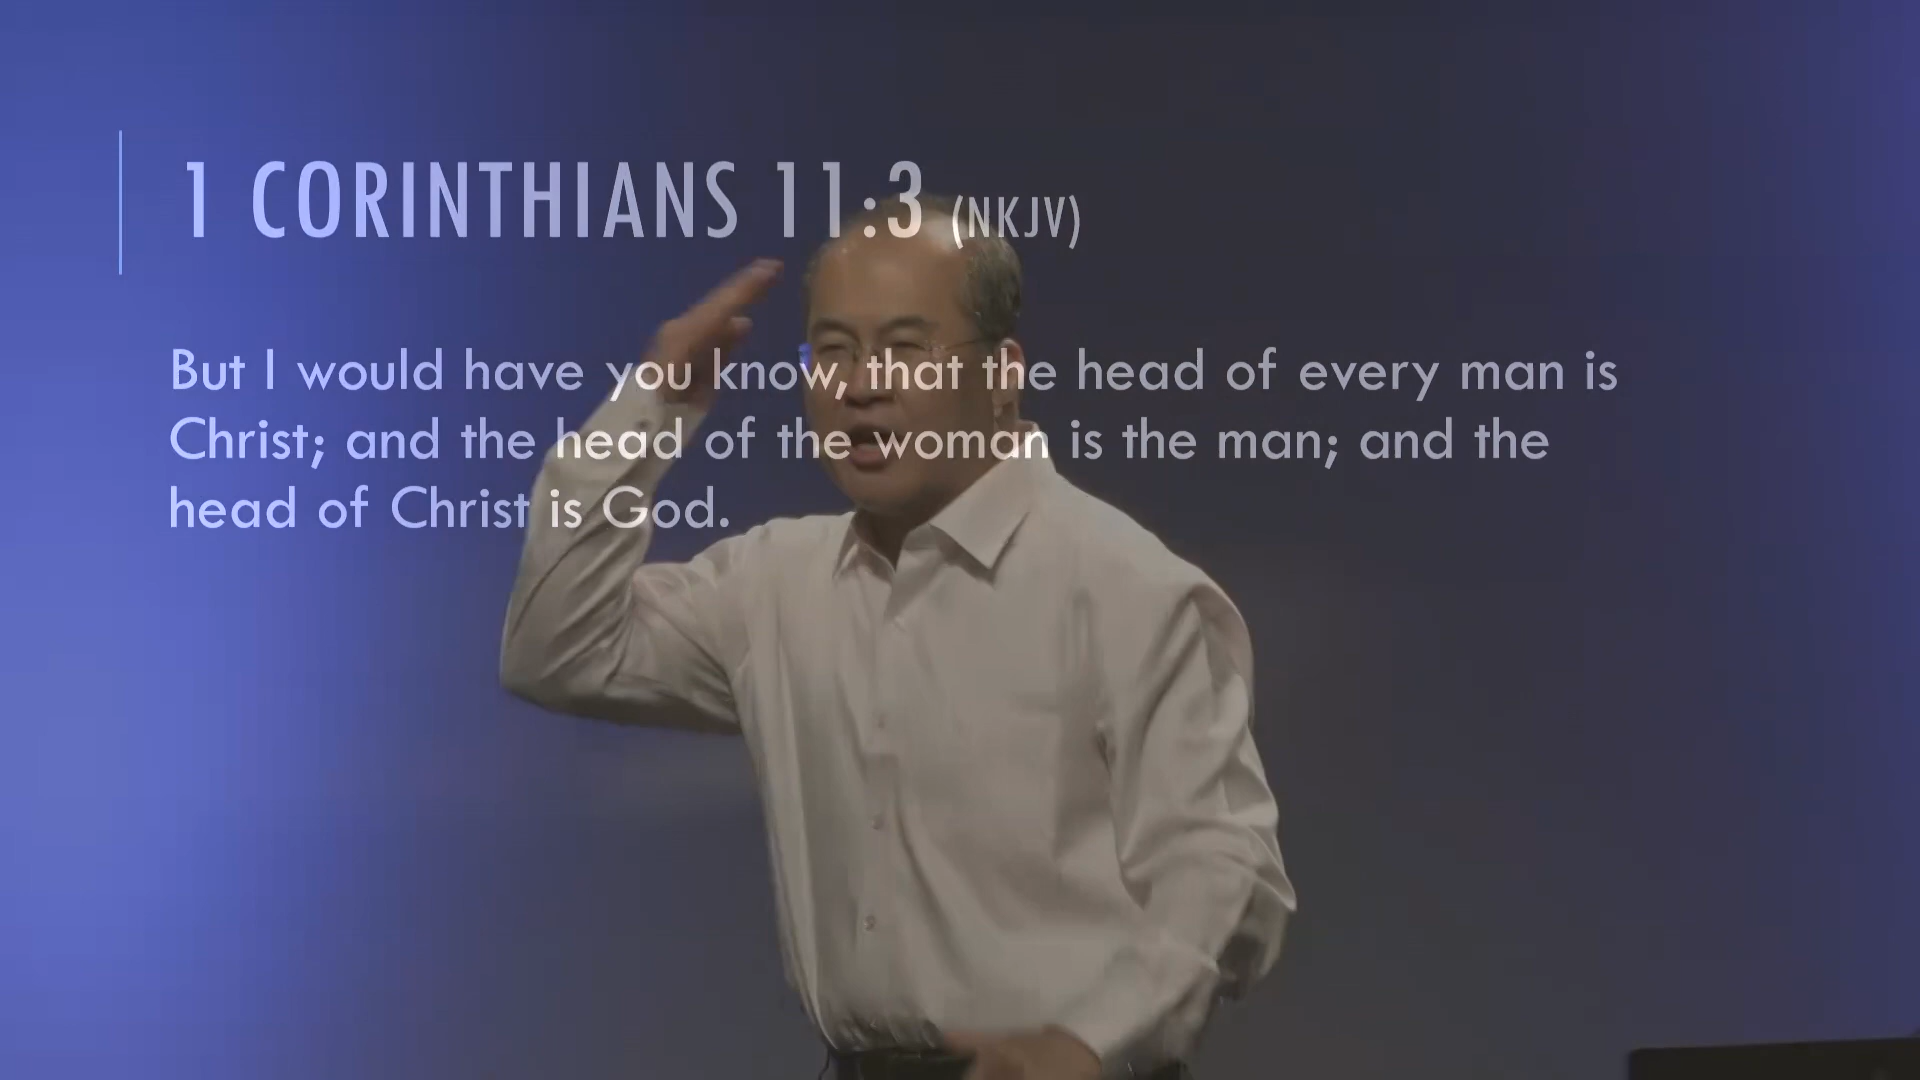 1 CORINTHIANS 11:3 (NKJV)
But I would have you know, that the head of every man is
Christ; and the head of the woman is the man; and the
head of Christ is God.